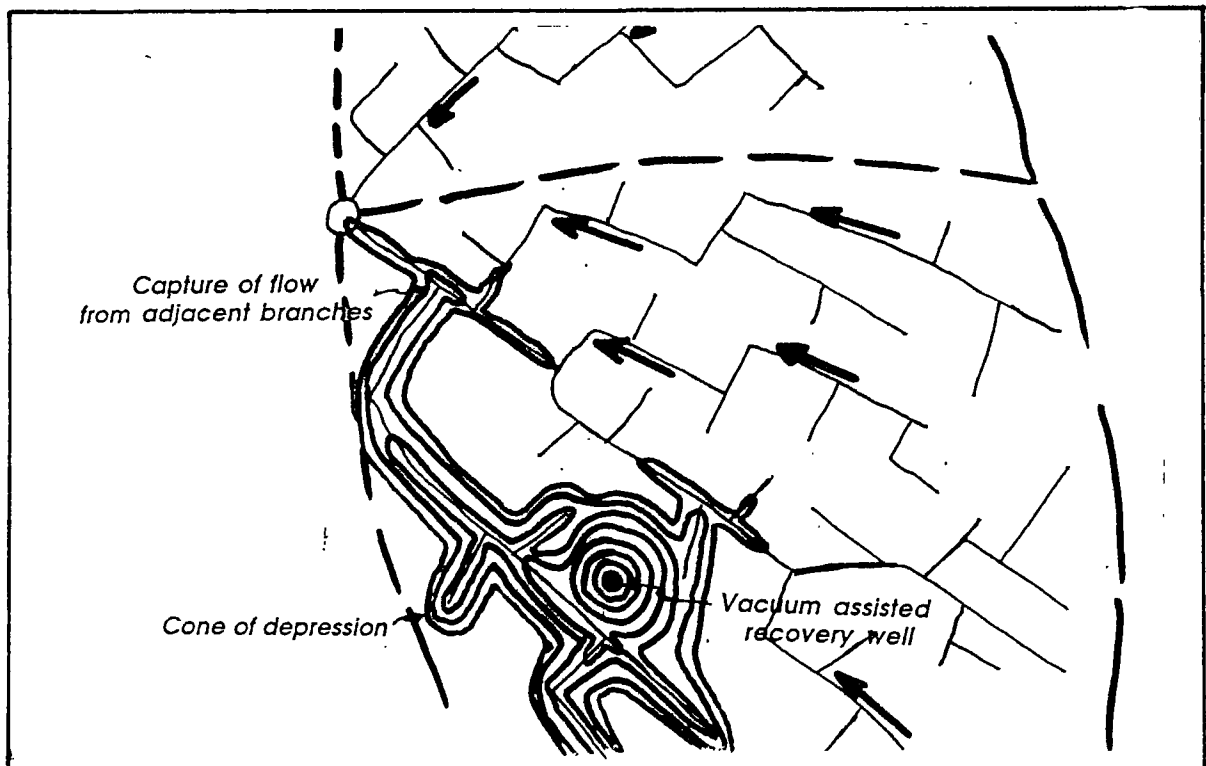 Capture of flow
from adjacent branches
Cone of depression
Vacuum assisted
recovery well